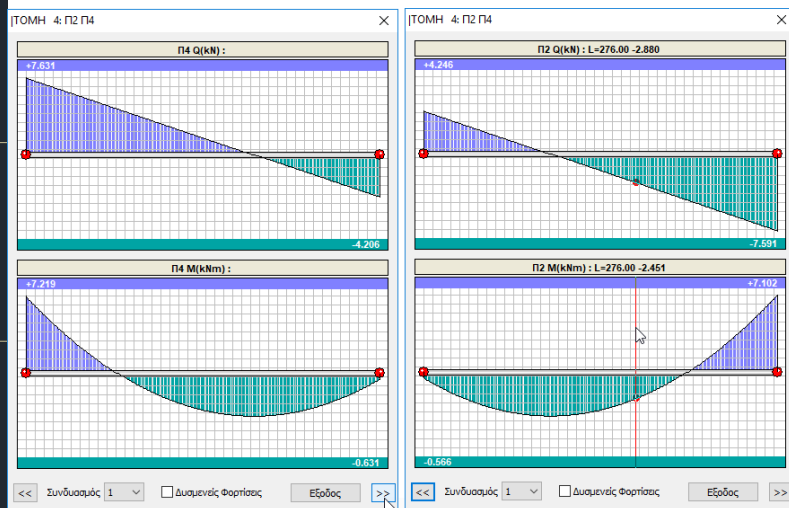 |ΤΟΜΗ 4: Π2 Π4
Π4 Q(kN) :
+7.631
-4.206
Π4 M(kNm) :
+7.219
-0.631
<< Συνδυασμός 1 Δυσμενείς Φορτίσεις Εξοδος >>
|ΤΟΜΗ 4: Π2 Π4
Π2 Q(kN) : L=276.00 -2.880
+4.246
-7.591
Π2 M(kNm) : L=276.00 -2.451
+7.102
-0.566
<< Συνδυασμός 1 Δυσμενείς Φορτίσεις Εξοδος >>